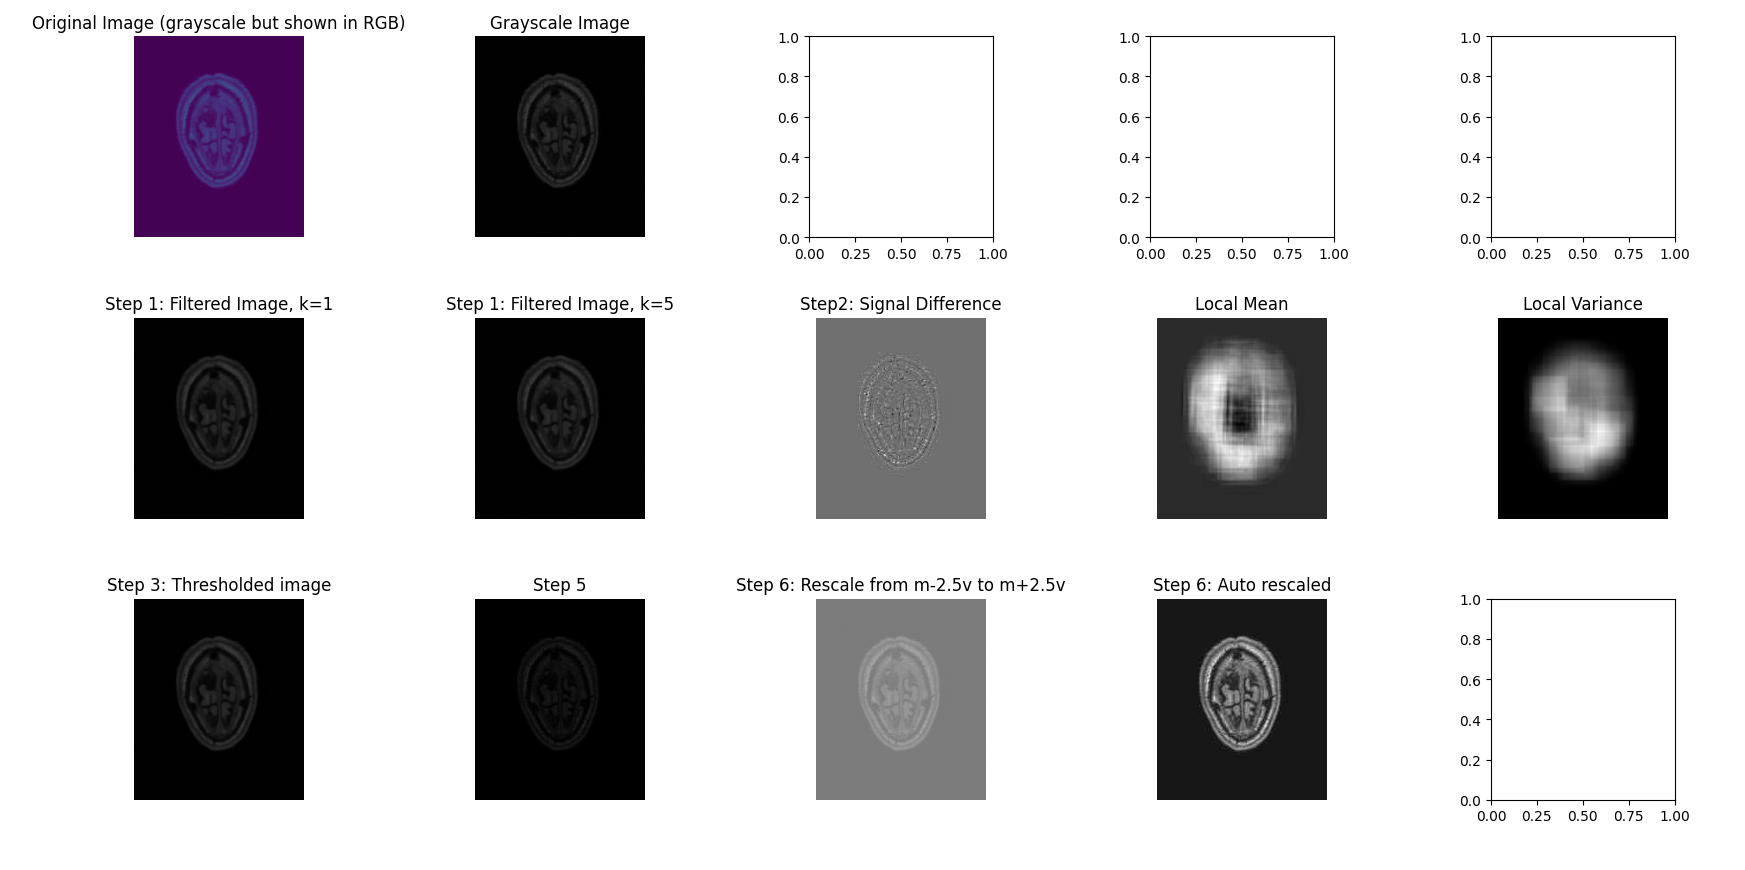 Original Image (grayscale but shown in RGB)
Grayscale Image
1.0
0.8
0.6
0.4
0.2
0.0
0.00 0.25 0.50 0.75 1.00
1.0
0.8
0.6
0.4
0.2
0.0
0.00 0.25 0.50 0.75 1.00
1.0
0.8
0.6
0.4
0.2
0.0
0.00 0.25 0.50 0.75 1.00
Step 1: Filtered Image, k=1
Step 1: Filtered Image, k=5
Step2: Signal Difference
Local Mean
Local Variance
Step 3: Thresholded image
Step 5
Step 6: Rescale from m-2.5v to m+2.5v
Step 6: Auto rescaled
1.0
0.8
0.6
0.4
0.2
0.0
0.00 0.25 0.50 0.75 1.00